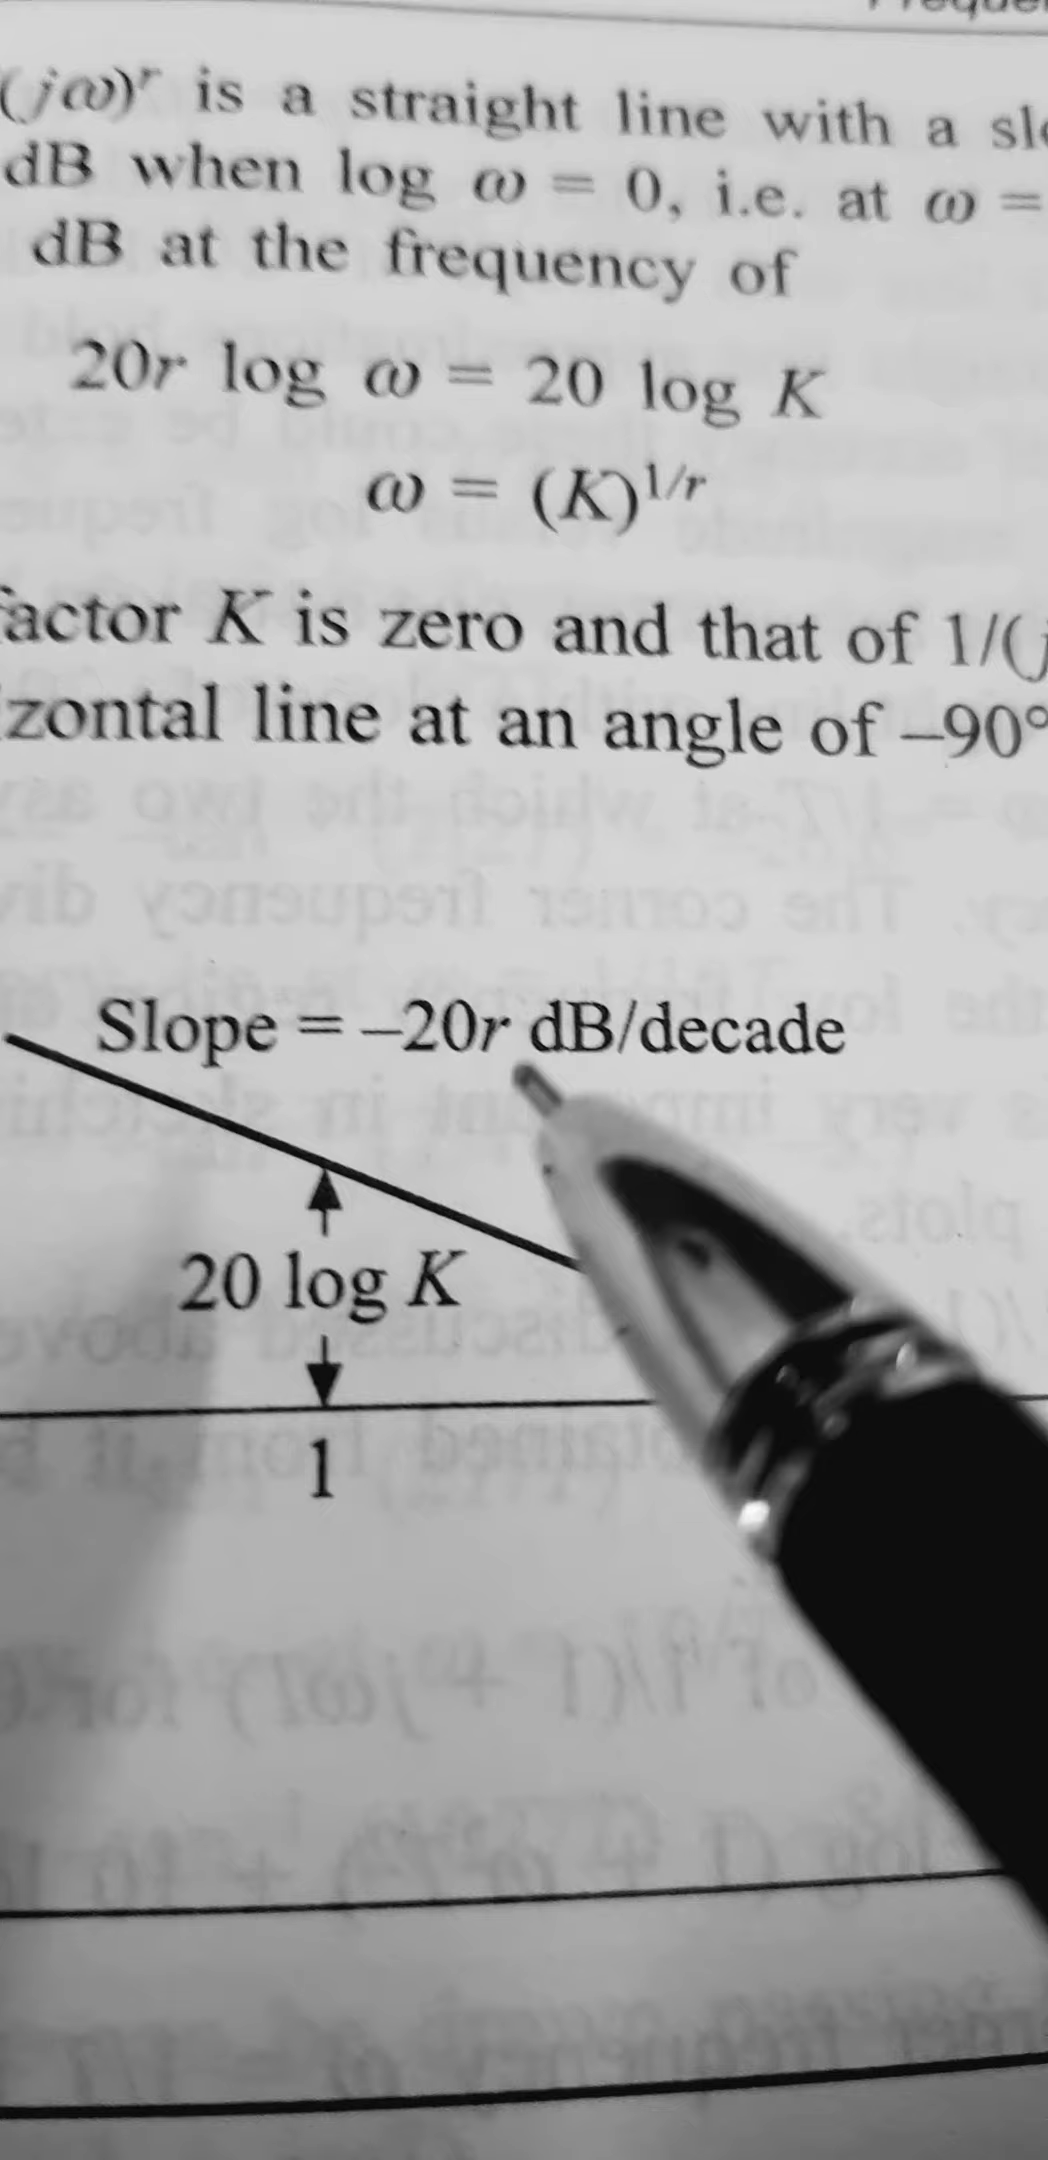 (jω)ʳ is a straight line with a
dB when log ω = 0, i.e. at ω =
dB at the frequency of
20r log ω = 20 log K
ω = (K)^1/r
factor K is zero and that of 1/(j
zontal line at an angle of –90°
Slope = –20r dB/decade
20 log K
1